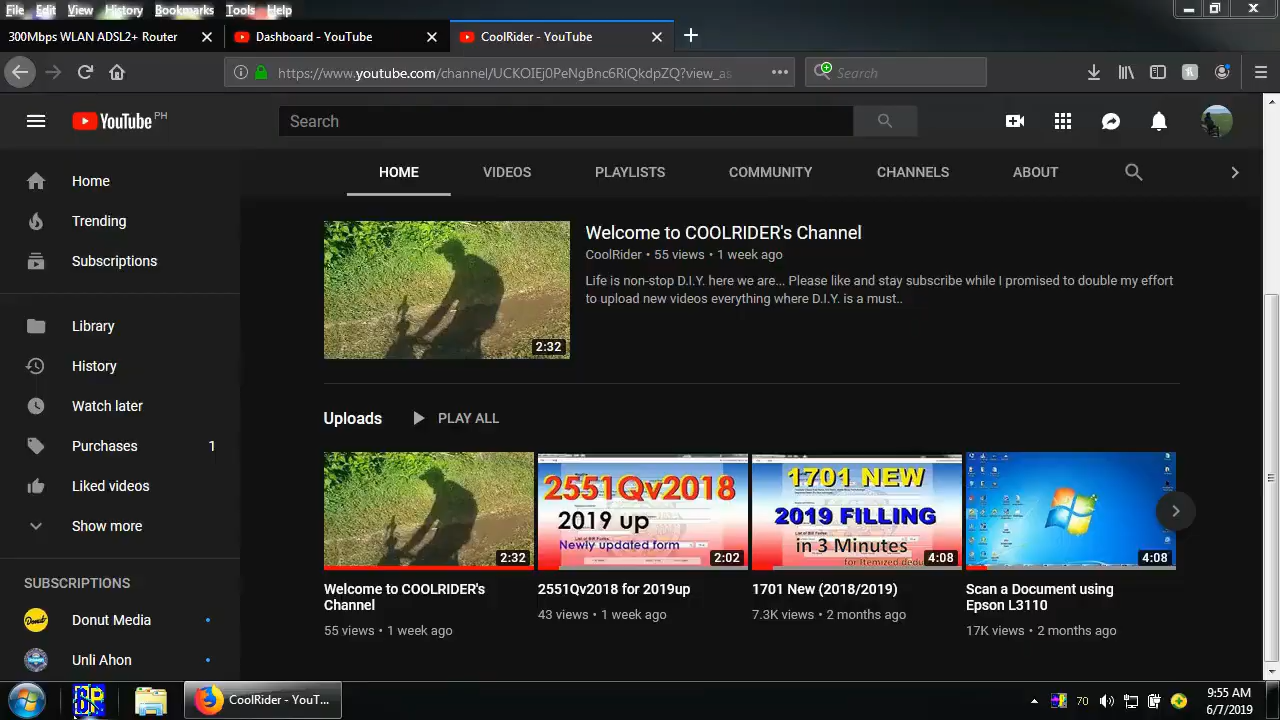 File Edit View History Bookmarks Tools Help
300Mbps WLAN ADSL2+ Router
Dashboard - YouTube
CoolRider - YouTube
https://www.youtube.com/channel/UCKOIEj0PeNgBnc6RiQkdpZQ?view_as
Search
YouTube PH
Search
Home
Trending
Subscriptions
Library
History
Watch later
Purchases 1
Liked videos
Show more
SUBSCRIPTIONS
Donut Media
Unli Ahon
HOME VIDEOS PLAYLISTS COMMUNITY CHANNELS ABOUT
2:32
Welcome to COOLRIDER's Channel
CoolRider • 55 views • 1 week ago
Life is non-stop D.I.Y. here we are... Please like and stay subscribe while I promised to double my effort
to upload new videos everything where D.I.Y. is a must..
Uploads PLAY ALL
2:32
Welcome to COOLRIDER's
Channel
55 views • 1 week ago
2551Qv2018
2019 up
Newly updated form
2:02
2551Qv2018 for 2019up
43 views • 1 week ago
1701 NEW
2019 FILLING
in 3 Minutes
for Itemized dedu
4:08
1701 New (2018/2019)
7.3K views • 2 months ago
4:08
Scan a Document using
Epson L3110
17K views • 2 months ago
CoolRider - YouT...
70
9:55 AM
6/7/2019